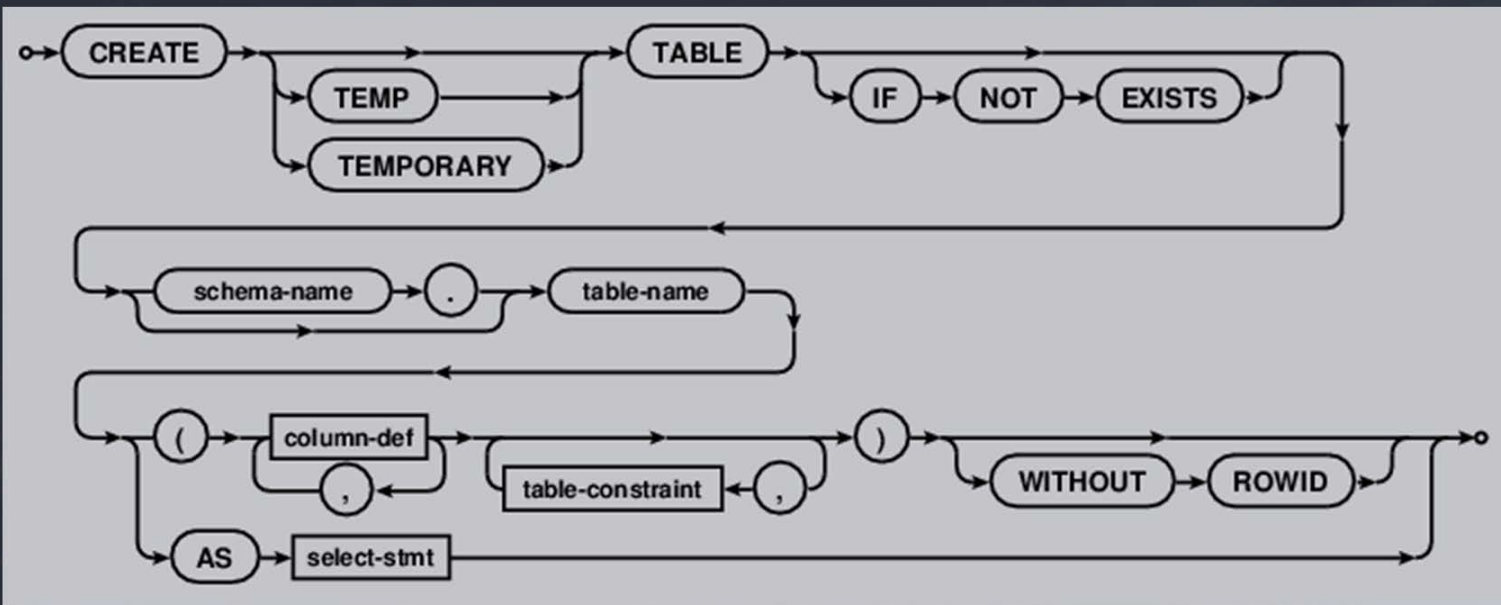 CREATE TABLE
TEMP IF NOT EXISTS
TEMPORARY
schema-name . table-name
( column-def )
, table-constraint , WITHOUT ROWID
AS select-stmt